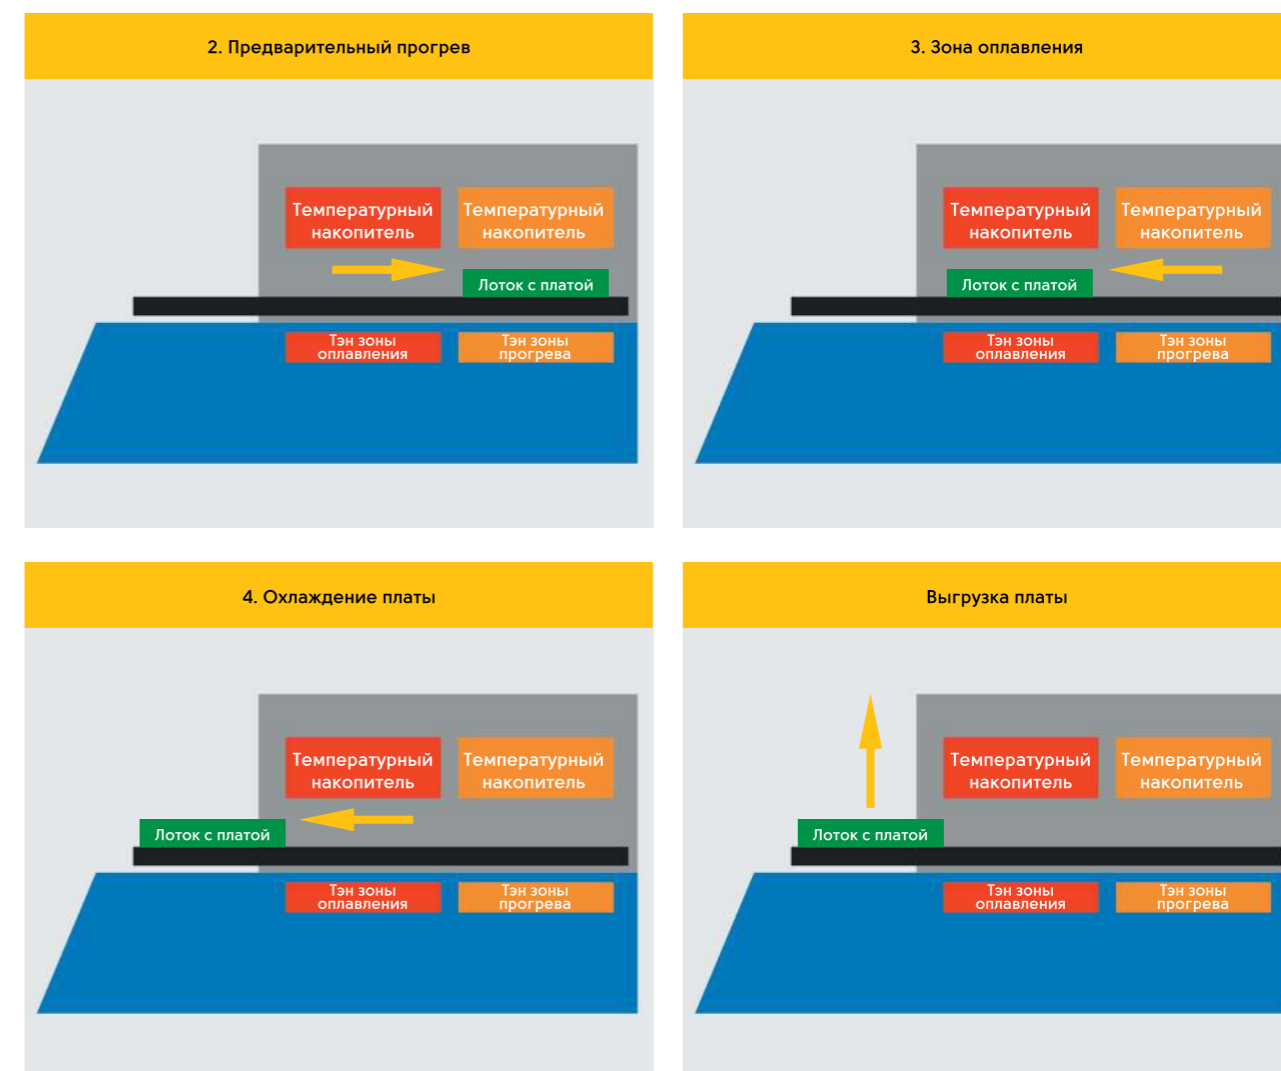 2. Предварительный прогрев
Температурный
накопитель
Температурный
накопитель
Лоток с платой
Тэн зоны
оплавления
Тэн зоны
прогрева
3. Зона оплавления
Температурный
накопитель
Температурный
накопитель
Лоток с платой
Тэн зоны
оплавления
Тэн зоны
прогрева
4. Охлаждение платы
Температурный
накопитель
Температурный
накопитель
Лоток с платой
Тэн зоны
оплавления
Тэн зоны
прогрева
Выгрузка платы
Температурный
накопитель
Температурный
накопитель
Лоток с платой
Тэн зоны
оплавления
Тэн зоны
прогрева